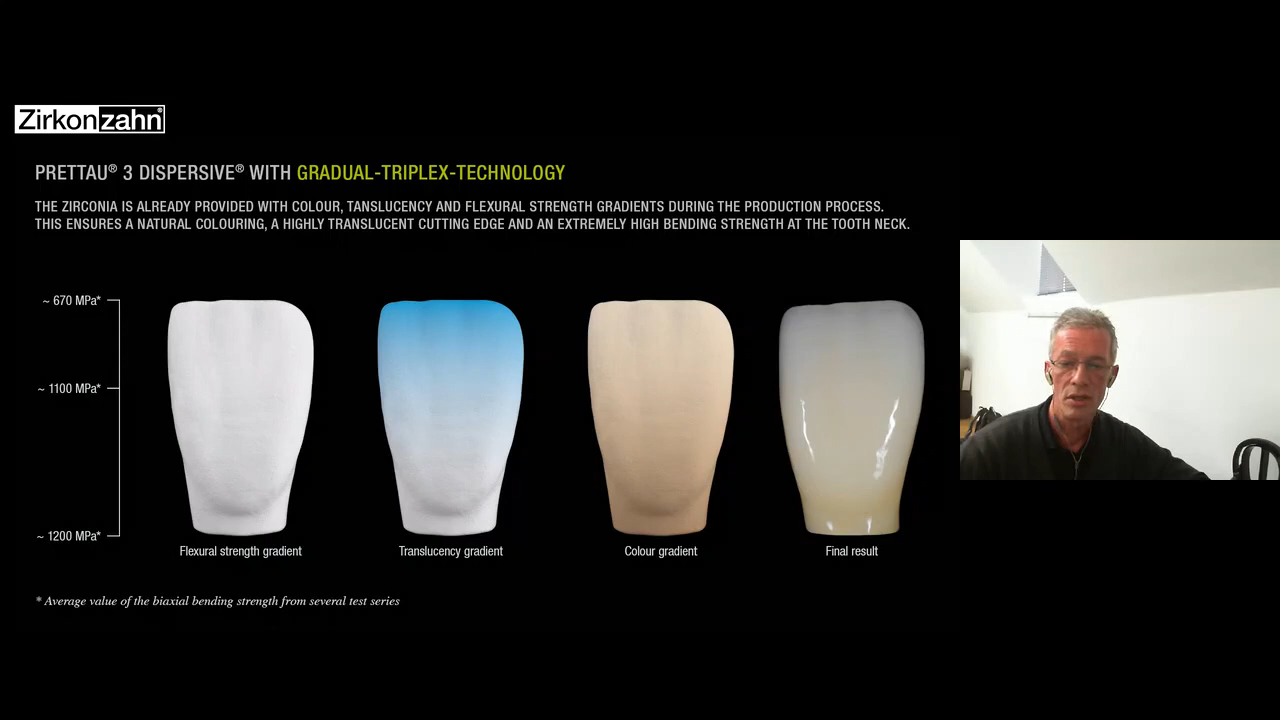 Zirkonzahn®
PRETTAU® 3 DISPERSIVE® WITH GRADUAL-TRIPLEX-TECHNOLOGY
THE ZIRCONIA IS ALREADY PROVIDED WITH COLOUR, TANSLUCENCY AND FLEXURAL STRENGTH GRADIENTS DURING THE PRODUCTION PROCESS.
THIS ENSURES A NATURAL COLOURING, A HIGHLY TRANSLUCENT CUTTING EDGE AND AN EXTREMELY HIGH BENDING STRENGTH AT THE TOOTH NECK.
~ 670 MPa*
~ 1100 MPa*
~ 1200 MPa*
Flexural strength gradient
Translucency gradient
Colour gradient
Final result
* Average value of the biaxial bending strength from several test series